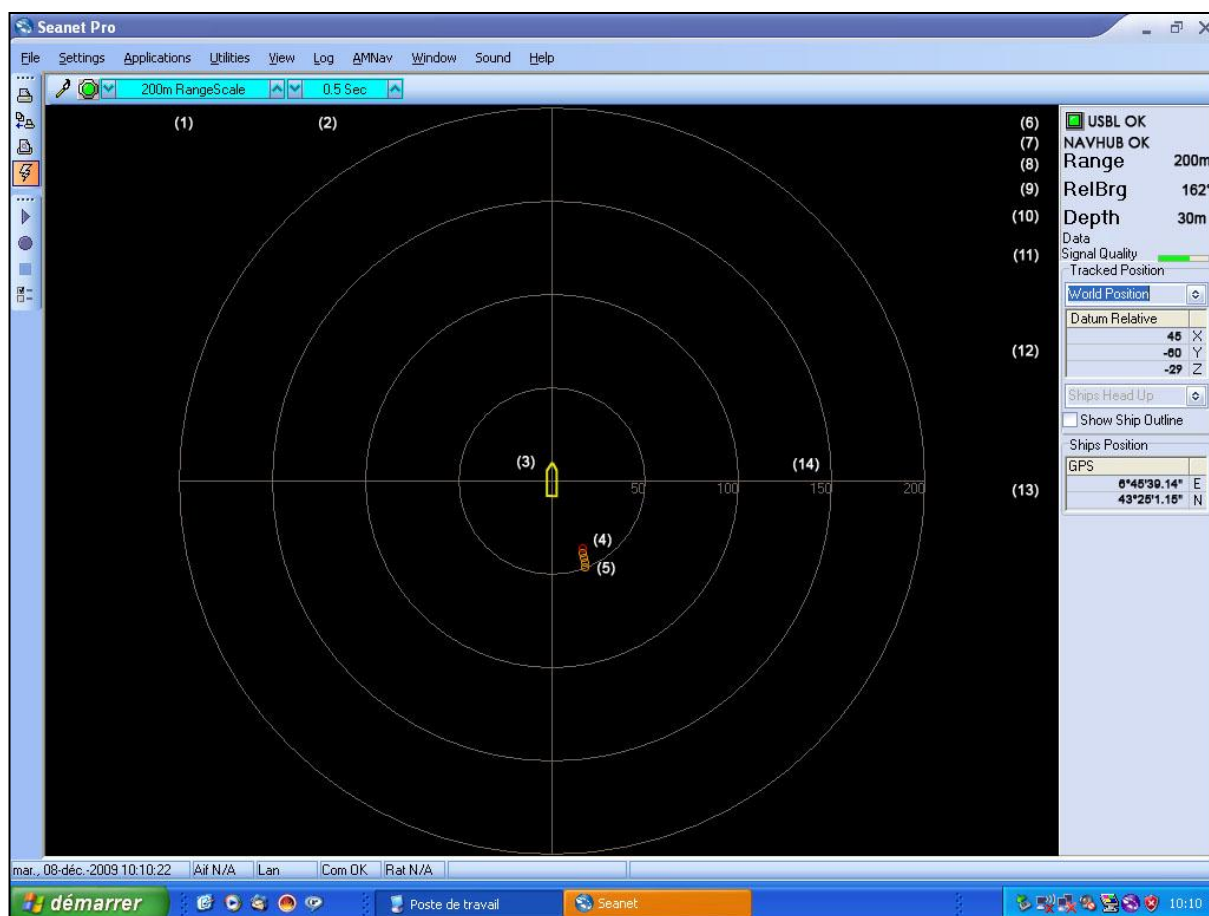 Seanet Pro
File Settings Applications Utilities View Log AMNav Window Sound Help
200m RangeScale 0.5 Sec
(1) (2)
(6) USBL OK
(7) NAVHUB OK
(8) Range 200m
(9) RelBrg 162°
(10) Depth 30m
Data
(11) Signal Quality
Tracked Position
World Position
Datum Relative
45 X
(12) -60 Y
-29 Z
Ships Head Up
Show Ship Outline
Ships Position
GPS
(13) 6°45'39.14" E
43°25'1.15" N
(3) (14)
50 100 150 200
(4)
(5)
mar., 08-déc.-2009 10:10:22 Aif N/A Lan Com OK Rat N/A
démarrer Poste de travail Seanet 10:10